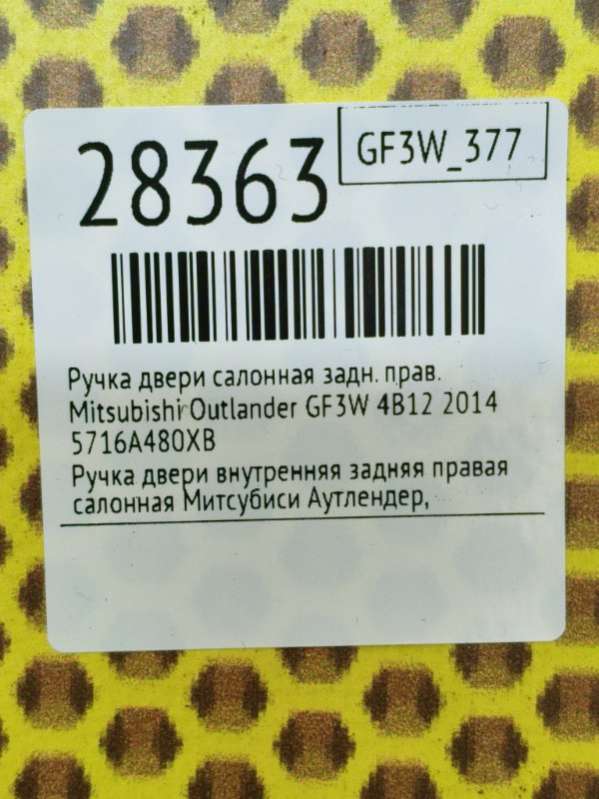 28363
GF3W_377
Ручка двери салонная задн. прав.
Mitsubishi Outlander GF3W 4B12 2014
5716A480XB
Ручка двери внутренняя задняя правая
салонная Митсубиси Аутлендер,